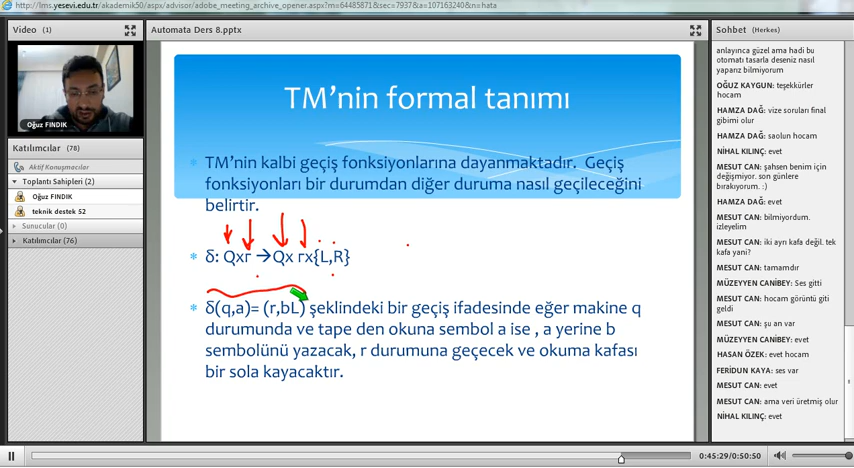 http://lms.yesevi.edu.tr/akademik50/aspx/advisor/adobe_meeting_archive_opener.aspx?m=64485871&sec=7937&a=107163240&n=hata
Video (1)
Oğuz FINDIK
Katılımcılar (78)
Aktif Konuşmacılar
Toplantı Sahipleri (2)
Oğuz FINDIK
teknik destek 52
Sunucular (0)
Katılımcılar (76)
Automata Ders 8.pptx
TM’nin formal tanımı
TM’nin kalbi geçiş fonksiyonlarına dayanmaktadır. Geçiş
fonksiyonları bir durumdan diğer duruma nasıl geçileceğini
belirtir.
δ: Qxr →Qx rx{L,R}
δ(q,a)= (r,bL) şeklindeki bir geçiş ifadesinde eğer makine q
durumunda ve tape den okuna sembol a ise , a yerine b
sembolünü yazacak, r durumuna geçecek ve okuma kafası
bir sola kayacaktır.
Sohbet (Herkes)
anlayınca güzel ama hadi bu
otomatı tasarla deseniz nasıl
yaparız bilmiyorum
OĞUZ KAYGUN: teşekkürler
hocam
HAMZA DAĞ: vize soruları final
gibimi olur
HAMZA DAĞ: saolun hocam
NİHAL KILINÇ: evet
MESUT CAN: şahsen benim için
değişmiyor. son günlere
bırakıyorum. :)
HAMZA DAĞ: evet
MESUT CAN: bilmiyordum.
izleyelim
MESUT CAN: iki ayrı kafa değil. tek
kafa yani?
MESUT CAN: tamamdır
MÜZEYYEN CANİBEY: Ses gitti
MESUT CAN: hocam görüntü giti
geldi
MESUT CAN: şu an var
MÜZEYYEN CANİBEY: evet
HASAN ÖZEK: evet hocam
FERİDUN KAYA: ses var
MESUT CAN: evet
MESUT CAN: ama veri üretmiş olur
NİHAL KILINÇ: evet
0:45:29/0:50:50